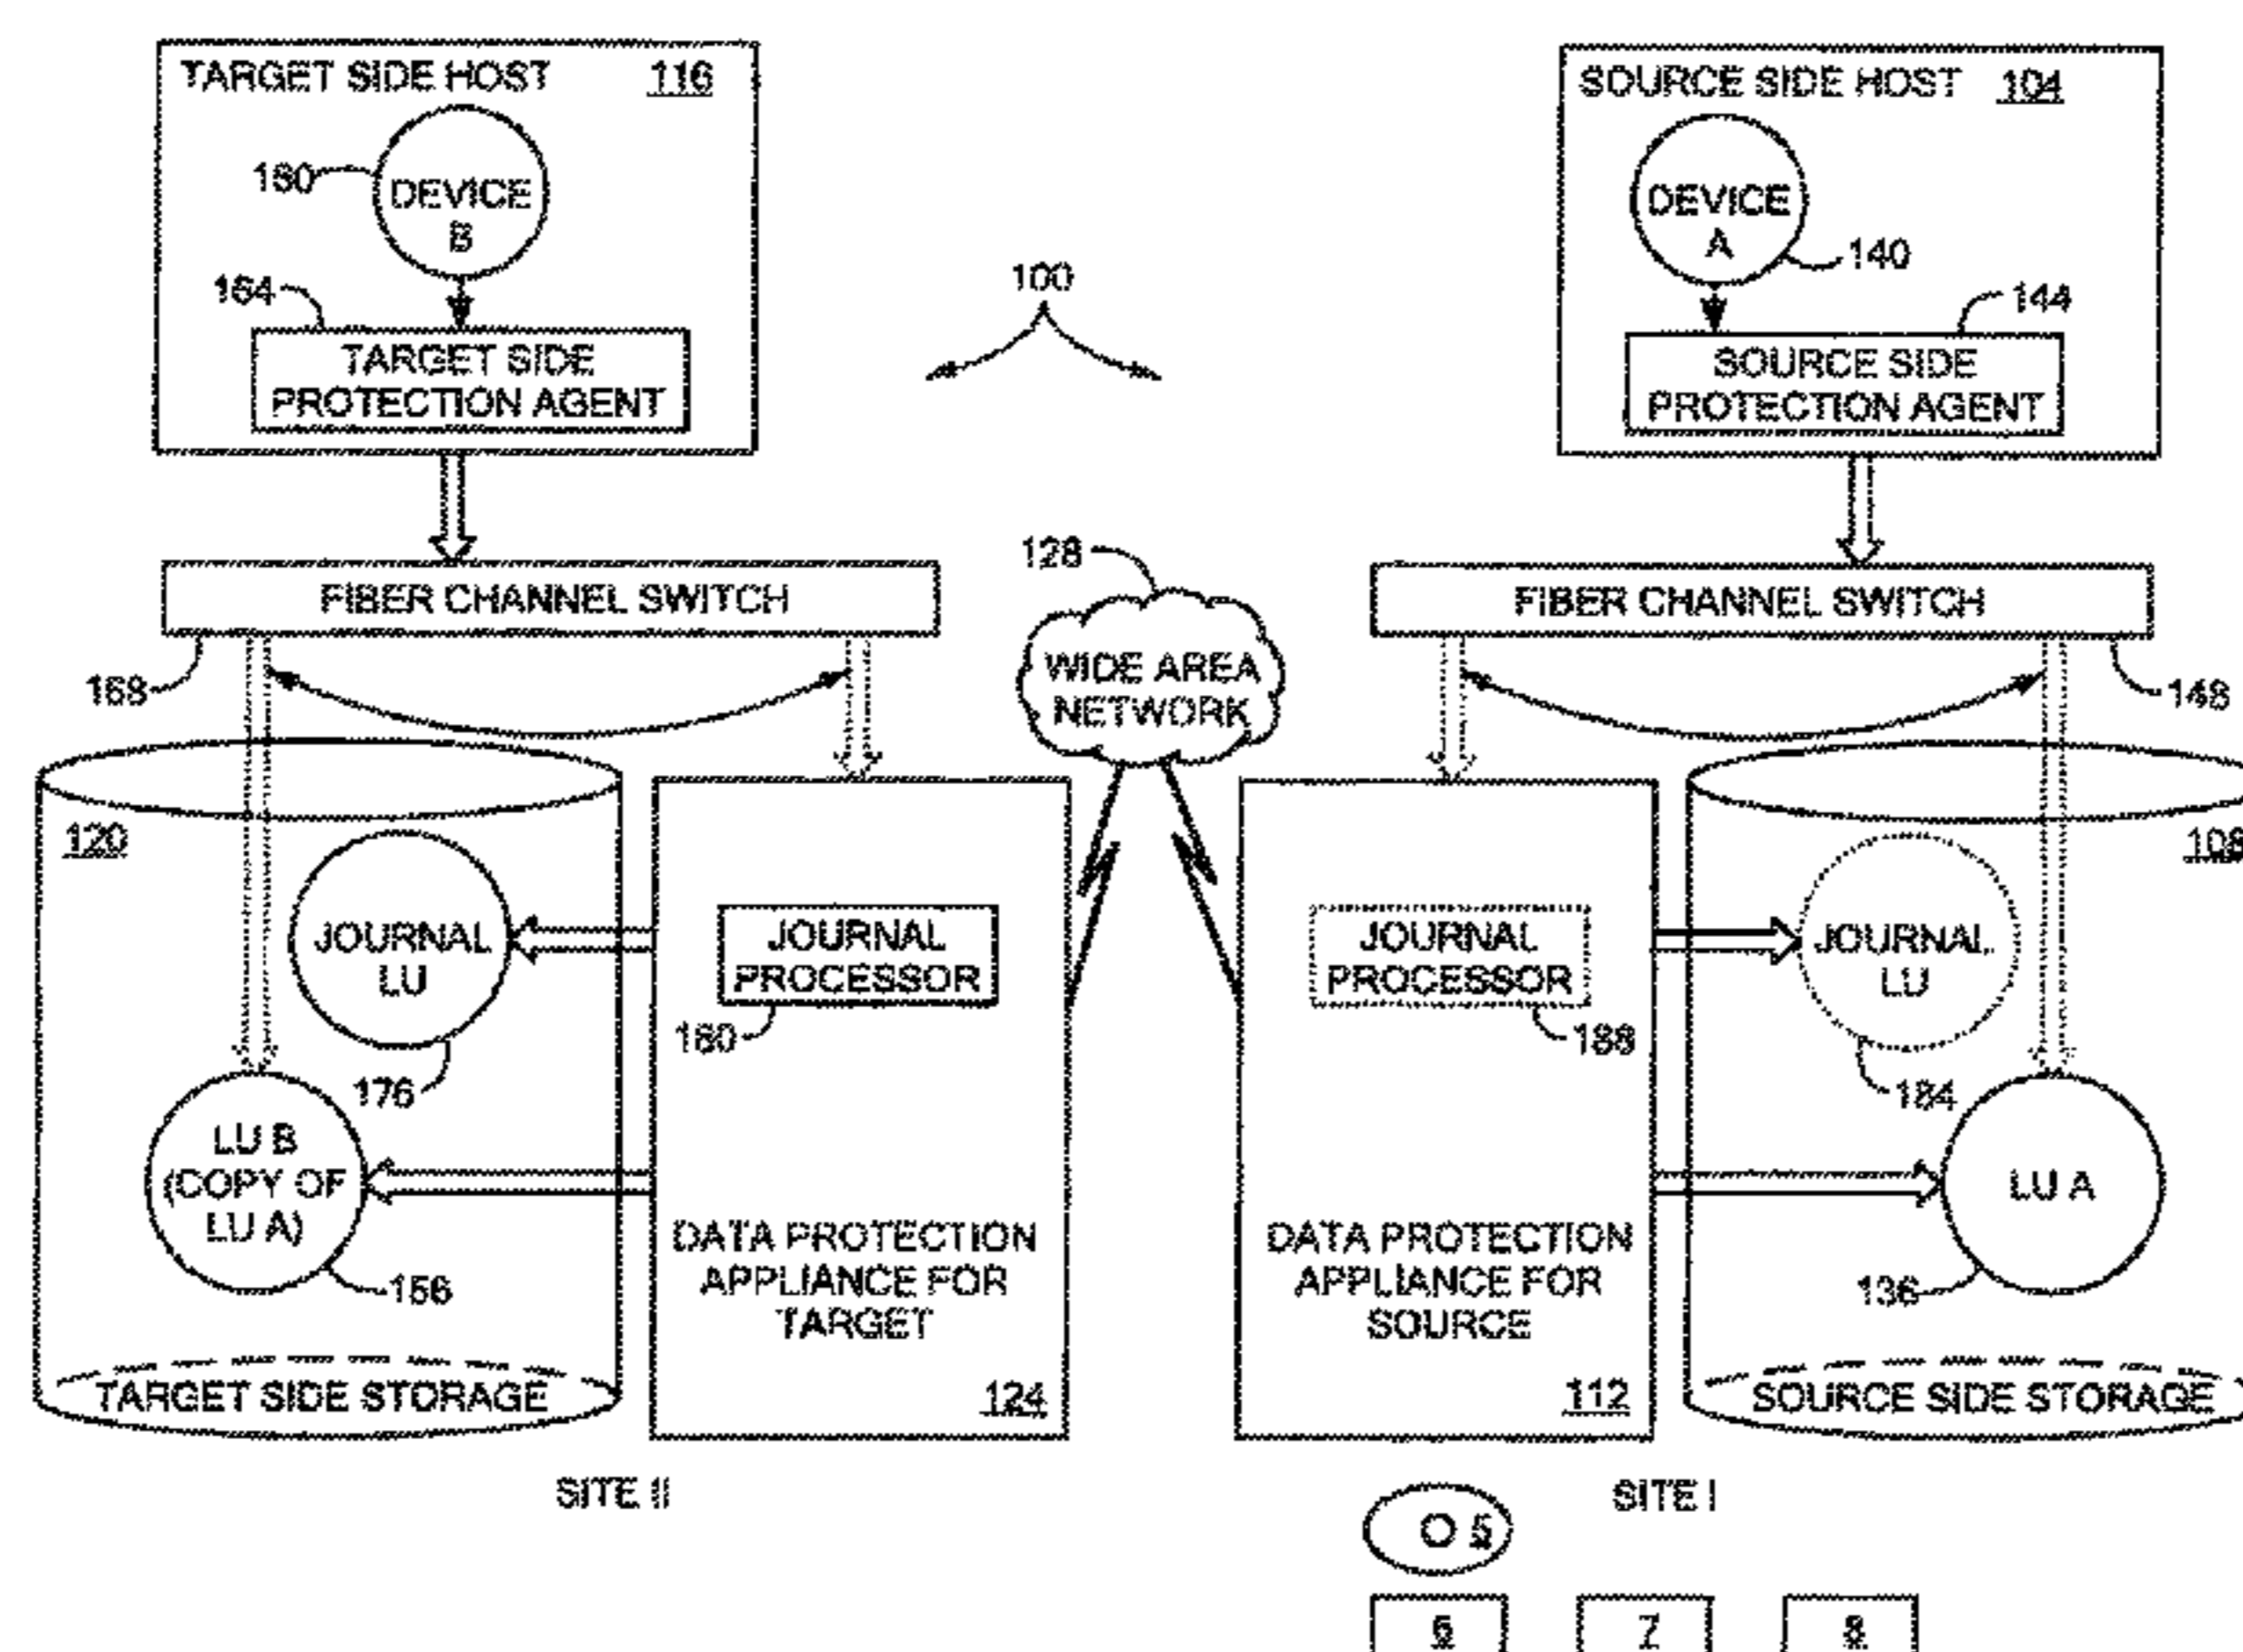 TARGET SIDE HOST 116
180
DEVICE
B
164
TARGET SIDE
PROTECTION AGENT
100
SOURCE SIDE HOST 104
DEVICE
A
140
144
SOURCE SIDE
PROTECTION AGENT
FIBER CHANNEL SWITCH
168
128
WIDE AREA
NETWORK
FIBER CHANNEL SWITCH
148
120
JOURNAL
LU
176
LU B
(COPY OF
LU A)
156
TARGET SIDE STORAGE
JOURNAL
PROCESSOR
180
DATA PROTECTION
APPLIANCE FOR
TARGET
124
JOURNAL
PROCESSOR
188
DATA PROTECTION
APPLIANCE FOR
SOURCE
112
108
JOURNAL
LU
184
LU A
136
SOURCE SIDE STORAGE
SITE II
SITE I
5
6 7 8